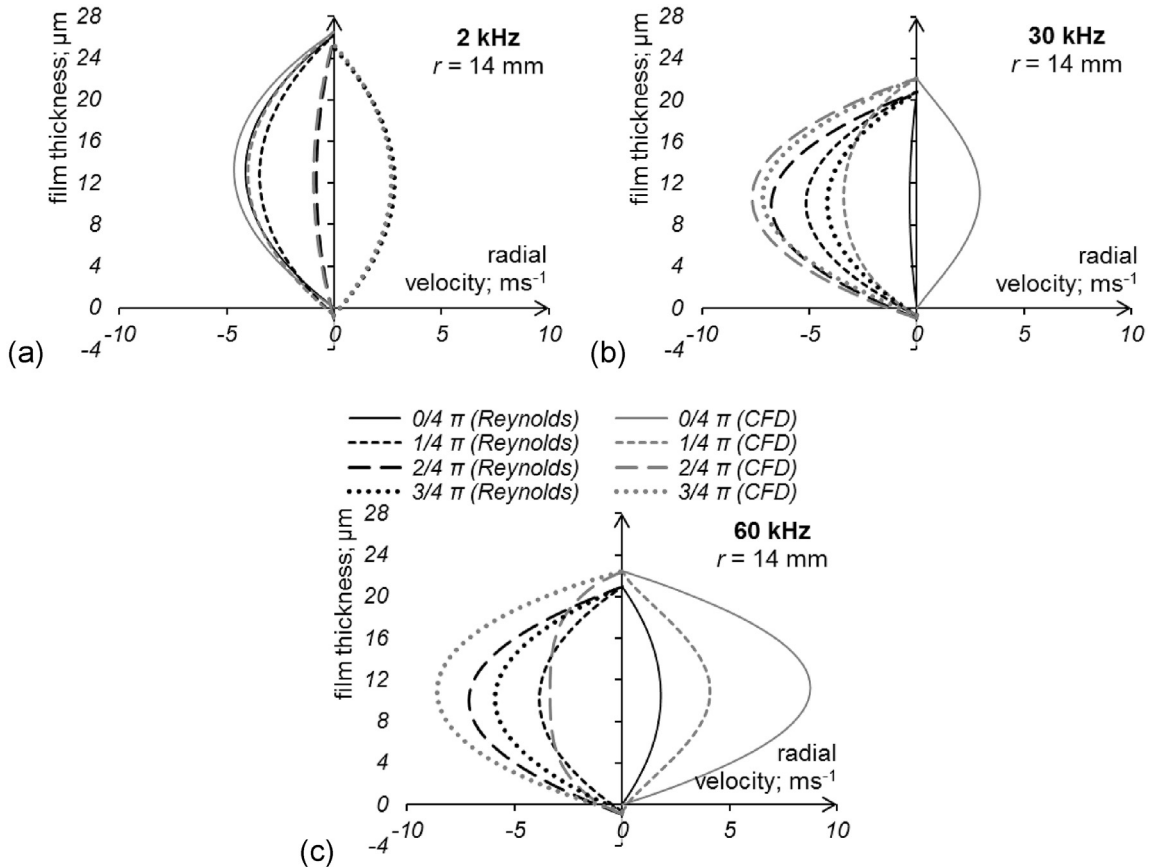 28
24
20
16
12
8
4
0
-4
film thickness; µm
2 kHz
r = 14 mm
radial
velocity; ms⁻¹
-10
-5
0
5
10
(a)
28
24
20
16
12
8
4
0
-4
film thickness; µm
30 kHz
r = 14 mm
radial
velocity; ms⁻¹
-10
-5
0
5
10
(b)
0/4 π (Reynolds)
0/4 π (CFD)
1/4 π (Reynolds)
1/4 π (CFD)
2/4 π (Reynolds)
2/4 π (CFD)
3/4 π (Reynolds)
3/4 π (CFD)
28
24
20
16
12
8
4
0
-4
film thickness; µm
60 kHz
r = 14 mm
radial
velocity; ms⁻¹
-10
-5
0
5
10
(c)